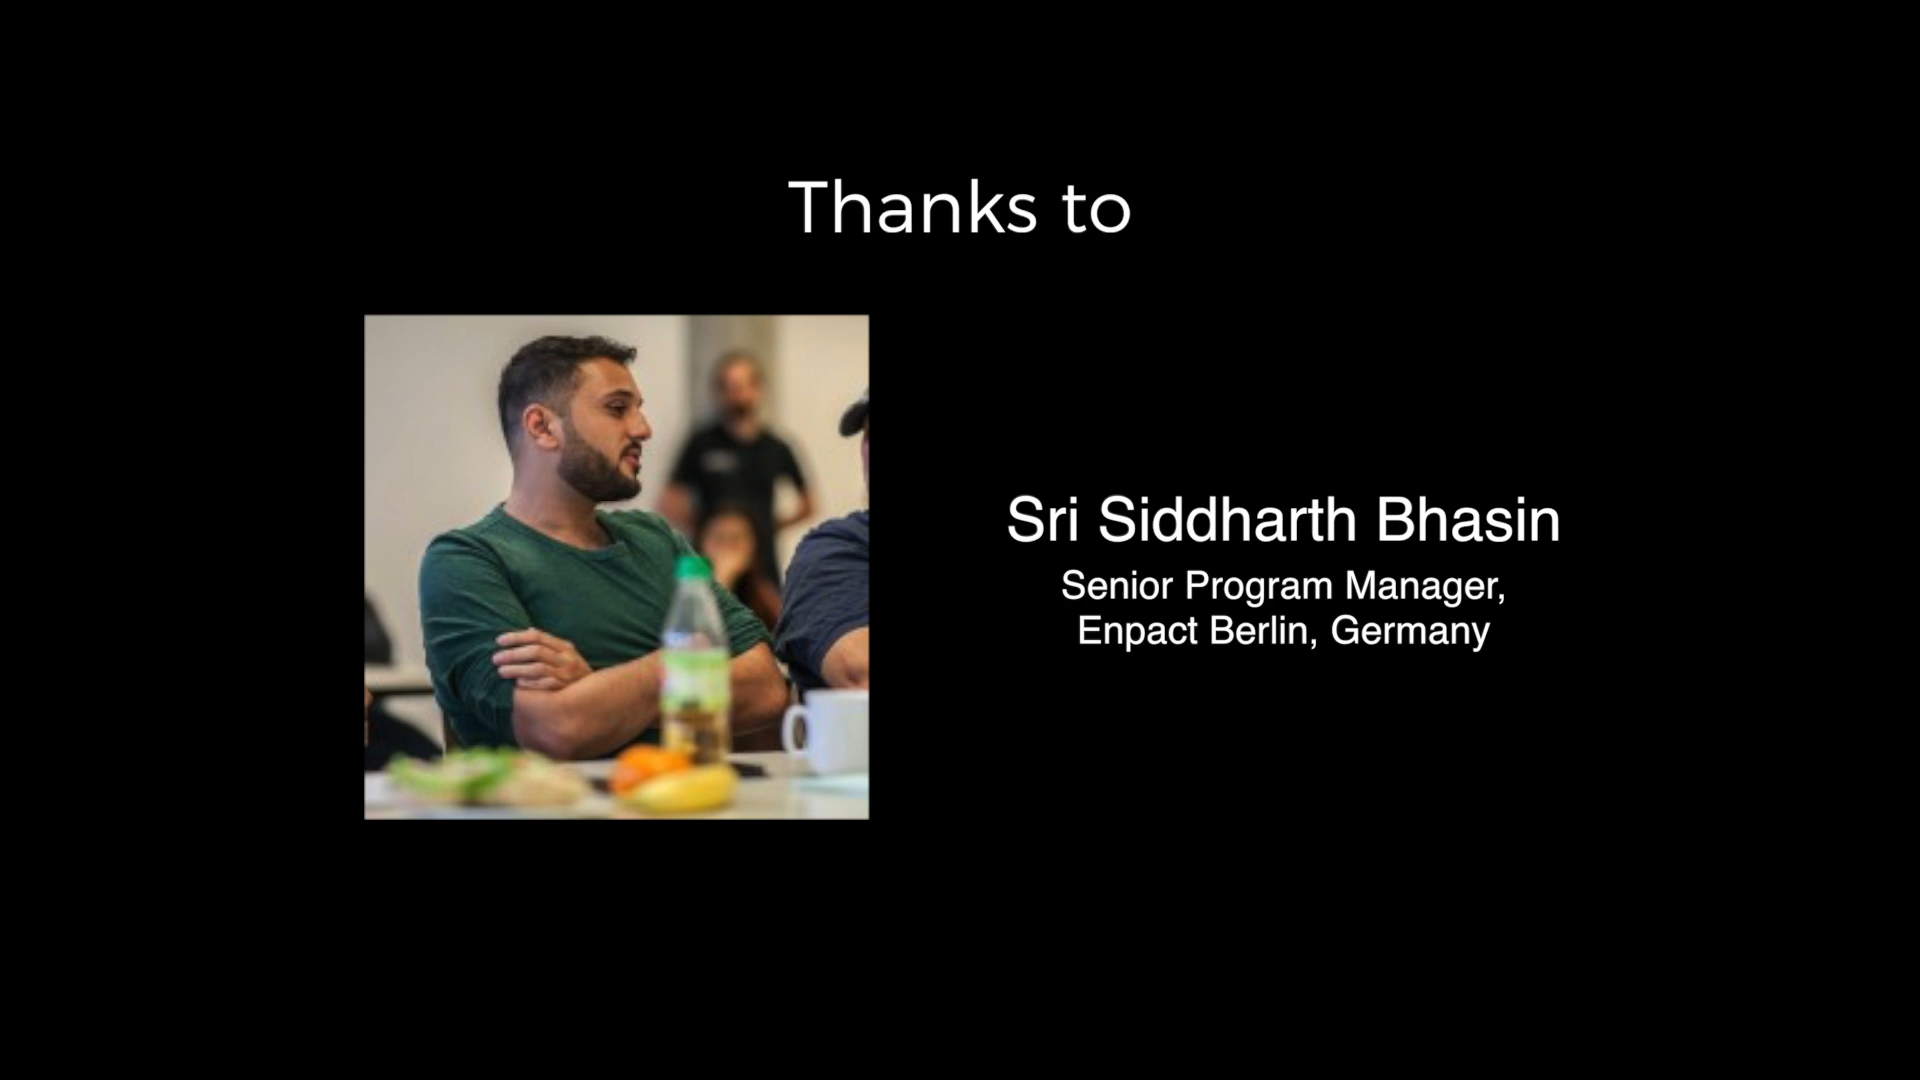 Thanks to
Sri Siddharth Bhasin
Senior Program Manager,
Enpact Berlin, Germany